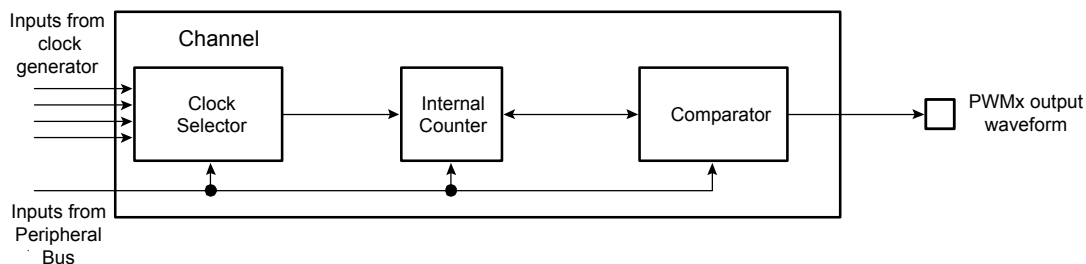 Inputs from
clock
generator
Channel
Clock
Selector
Internal
Counter
Comparator
PWMx output
waveform
Inputs from
Peripheral
Bus